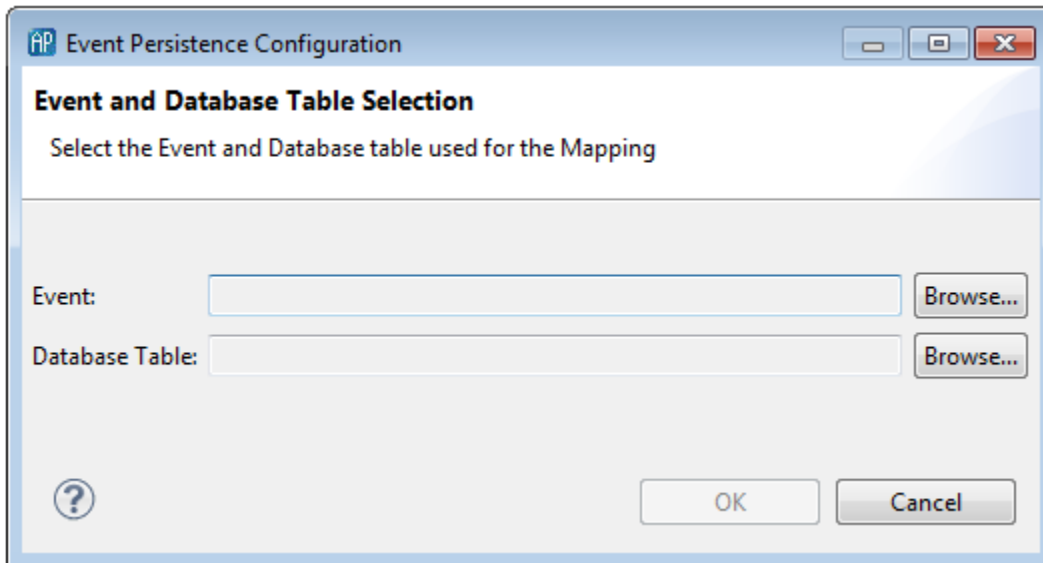 AP Event Persistence Configuration
Event and Database Table Selection
Select the Event and Database table used for the Mapping
Event: Browse...
Database Table: Browse...
? OK Cancel